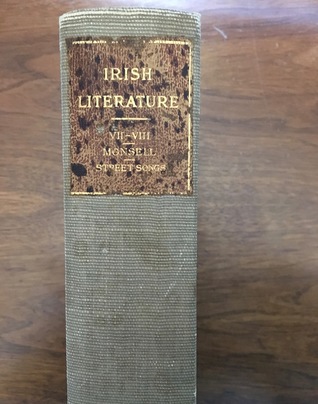 IRISH
LITERATURE
VII-VIII
MONSELL
STREET SONGS